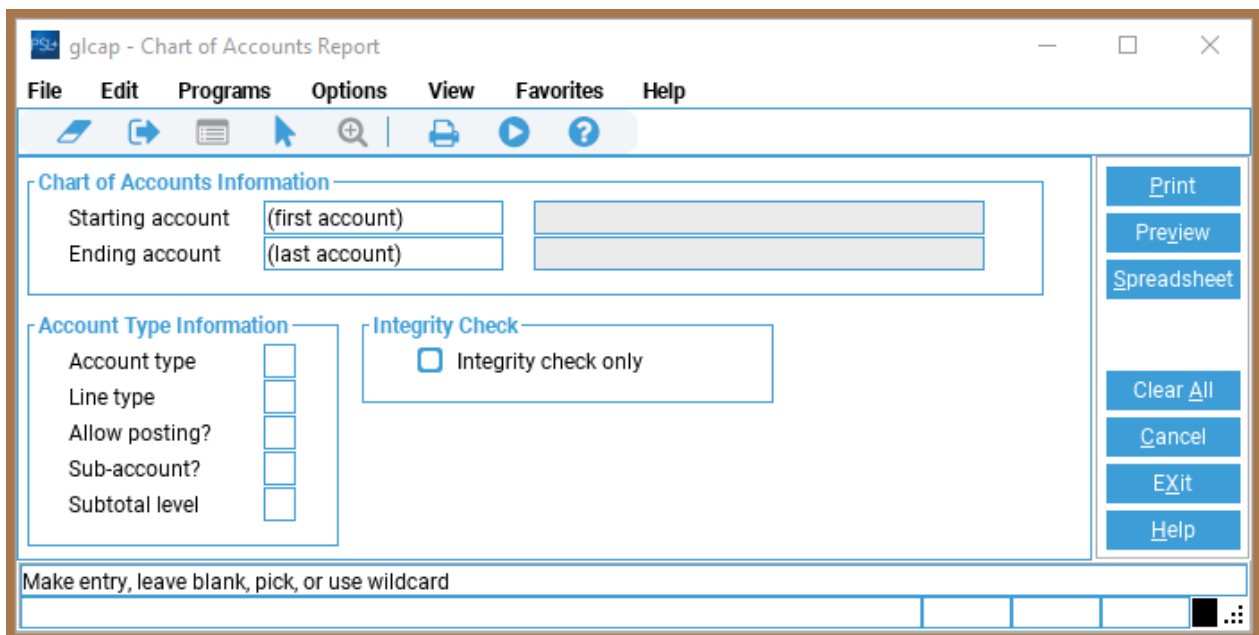 PSL+ glcap - Chart of Accounts Report
File Edit Programs Options View Favorites Help
Chart of Accounts Information
Starting account (first account)
Ending account (last account)
Account Type Information
Account type
Line type
Allow posting?
Sub-account?
Subtotal level
Integrity Check
Integrity check only
Print
Preview
Spreadsheet
Clear All
Cancel
EXit
Help
Make entry, leave blank, pick, or use wildcard